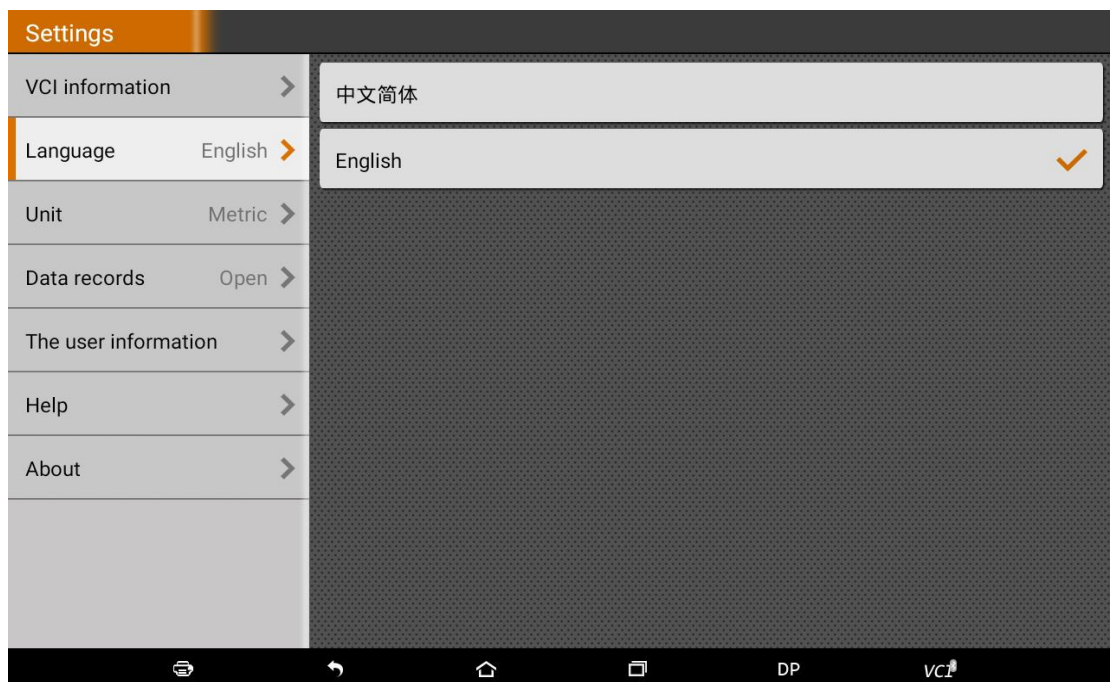 Settings
VCI information
Language English
Unit Metric
Data records Open
The user information
Help
About
中文简体
English
DP
VCI